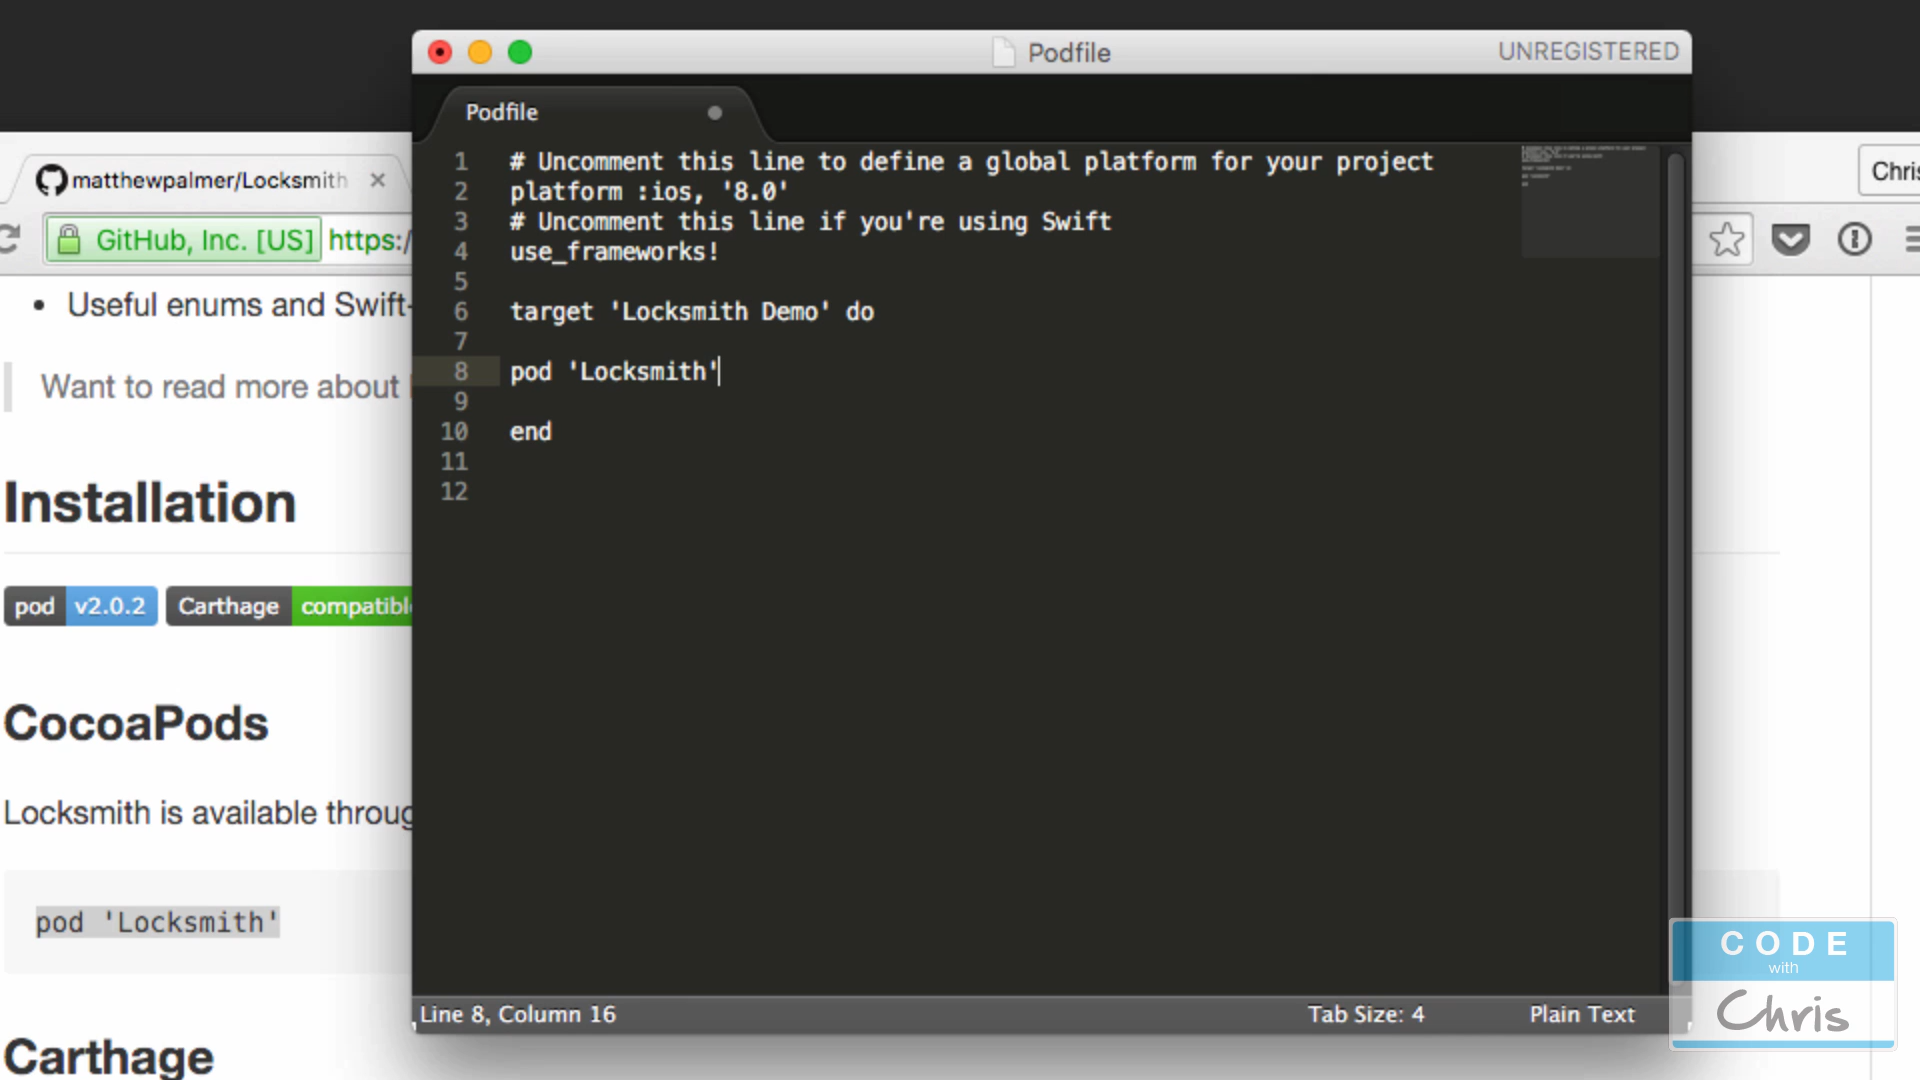 Podfile
UNREGISTERED
Podfile
1 # Uncomment this line to define a global platform for your project
2 platform :ios, '8.0'
3 # Uncomment this line if you're using Swift
4 use_frameworks!
5
6 target 'Locksmith Demo' do
7
8 pod 'Locksmith'
9
10 end
11
12
Line 8, Column 16
Tab Size: 4
Plain Text
matthewpalmer/Locksmith
Chris
GitHub, Inc. [US] https:/
• Useful enums and Swift-
Want to read more about
Installation
pod v2.0.2 Carthage compatible
CocoaPods
Locksmith is available throug
pod 'Locksmith'
Carthage
CODE
with
Chris